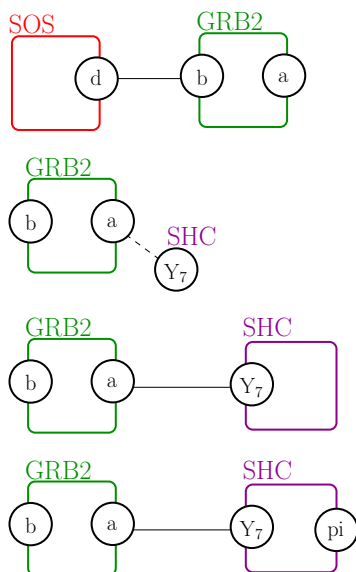 SOS GRB2
d b a
GRB2
b a SHC
Y₇
GRB2 SHC
b a Y₇
GRB2 SHC
b a Y₇ pi